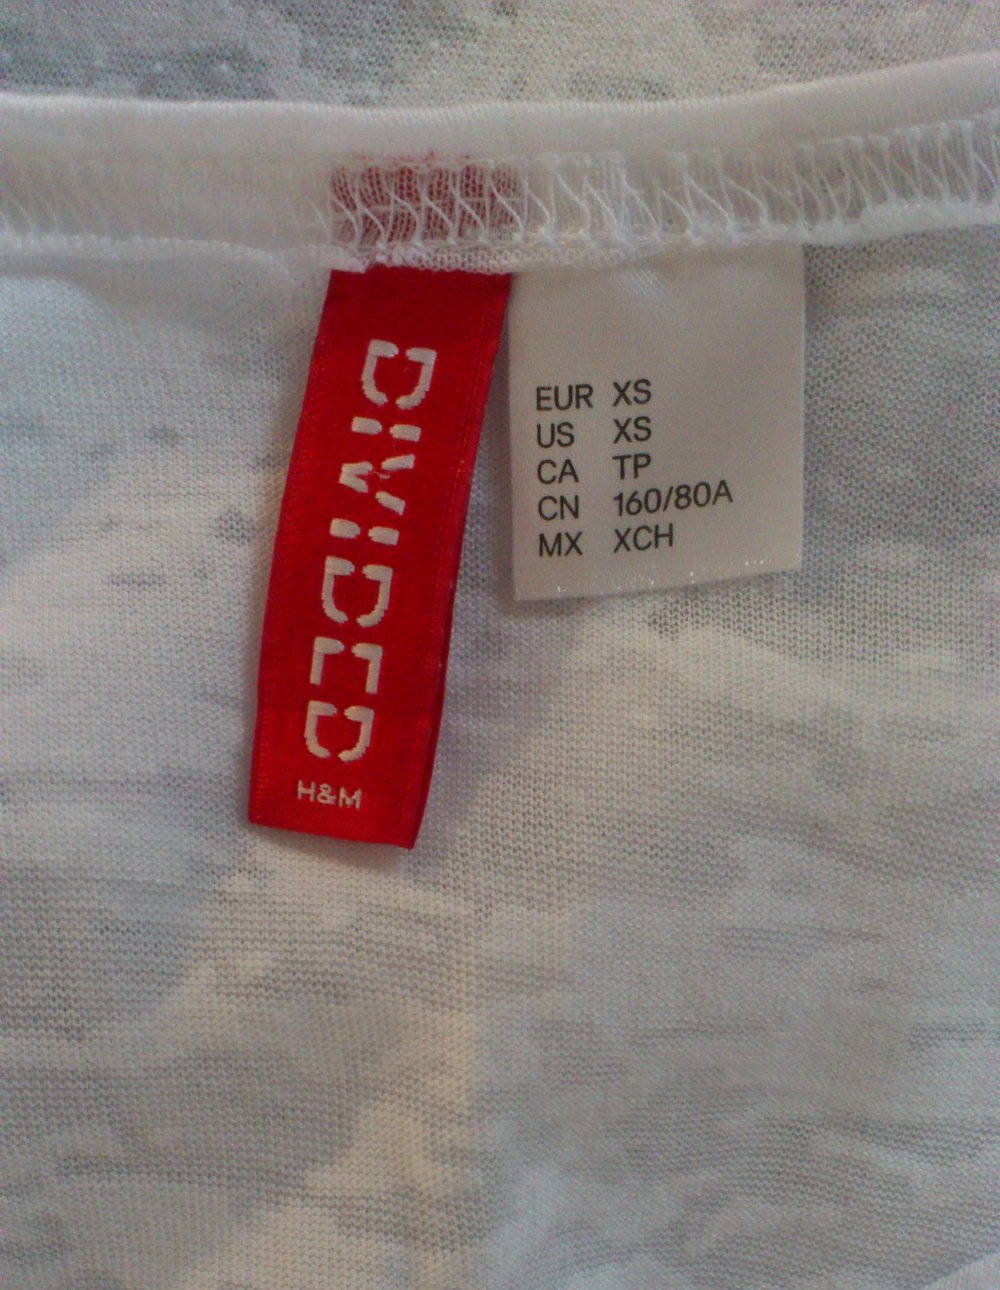 DIVIDED
H&M
EUR XS
US XS
CA TP
CN 160/80A
MX XCH